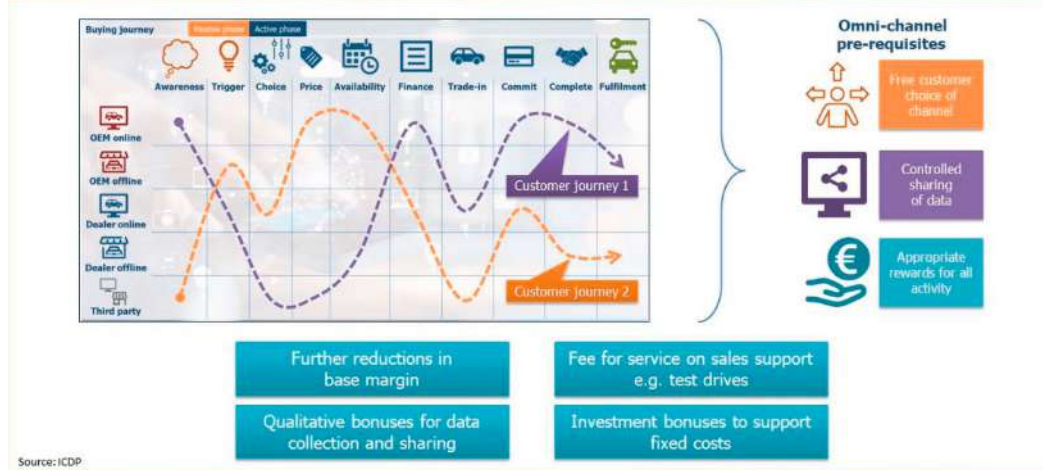 Buying journey
Passive phase
Active phase
Awareness
Trigger
Choice
Price
Availability
Finance
Trade-in
Commit
Complete
Fulfilment
OEM online
OEM offline
Dealer online
Dealer offline
Third party
Customer journey 1
Customer journey 2
Omni-channel
pre-requisites
Free customer
choice of
channel
Controlled
sharing
of data
€
Appropriate
rewards for all
activity
Further reductions in
base margin
Fee for service on sales support
e.g. test drives
Qualitative bonuses for data
collection and sharing
Investment bonuses to support
fixed costs
Source: ICDP